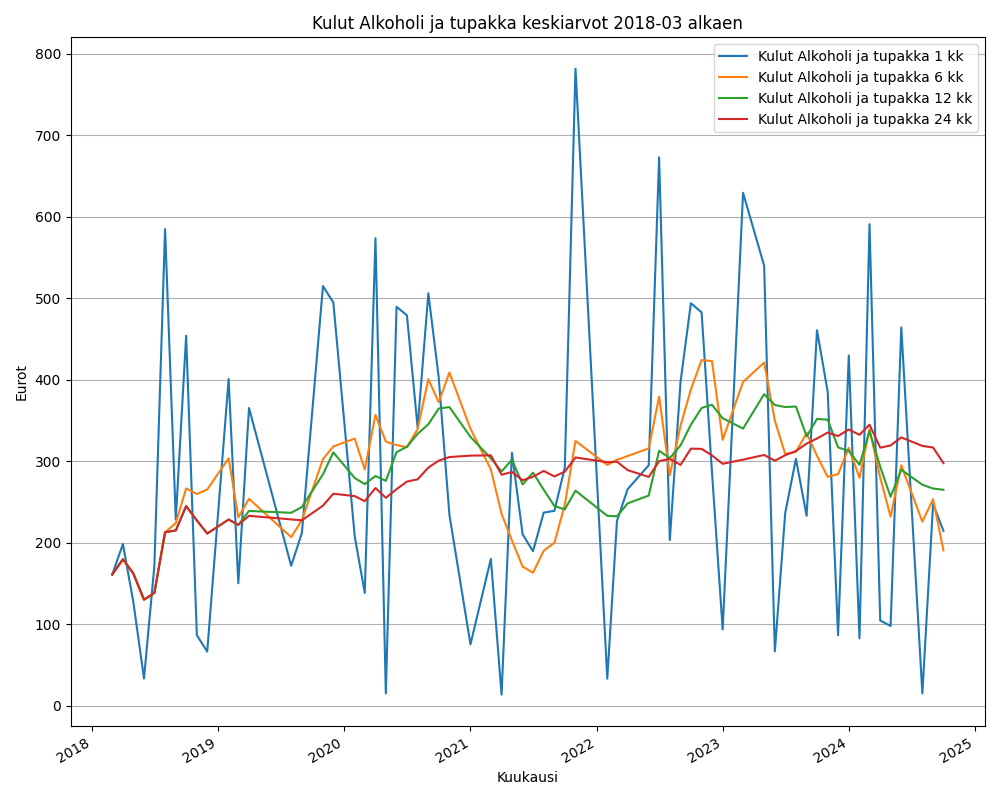 Kulut Alkoholi ja tupakka keskiarvot 2018-03 alkaen
Kulut Alkoholi ja tupakka 1 kk
Kulut Alkoholi ja tupakka 6 kk
Kulut Alkoholi ja tupakka 12 kk
Kulut Alkoholi ja tupakka 24 kk
Eurot
800
700
600
500
400
300
200
100
0
2018
2019
2020
2021
2022
2023
2024
2025
Kuukausi